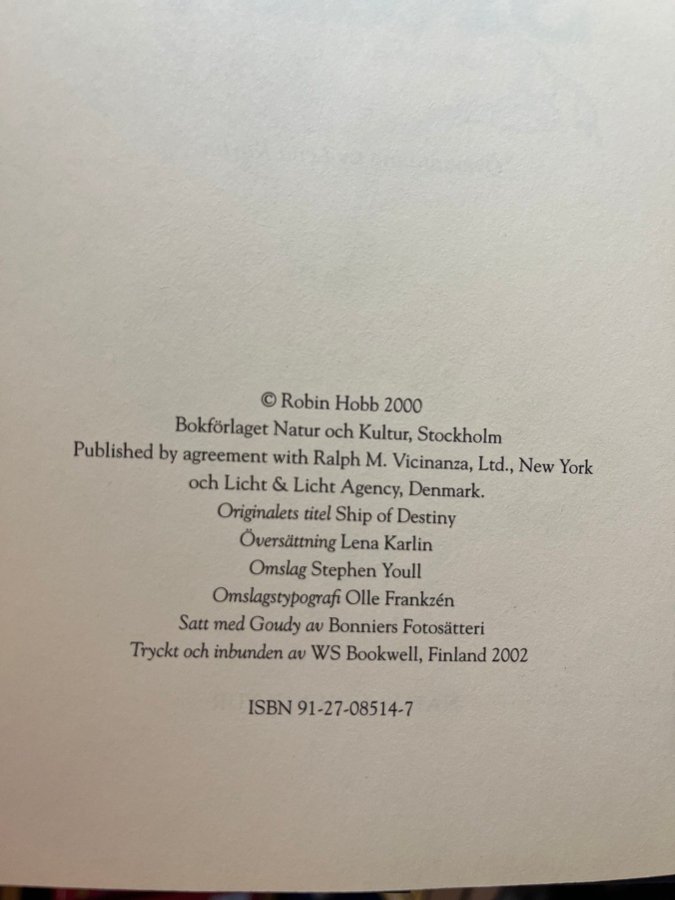 © Robin Hobb 2000
Bokförlaget Natur och Kultur, Stockholm
Published by agreement with Ralph M. Vicinanza, Ltd., New York
och Licht & Licht Agency, Denmark.
Originalets titel Ship of Destiny
Översättning Lena Karlin
Omslag Stephen Youll
Omslagstypografi Olle Frankzén
Satt med Goudy av Bonniers Fotosätteri
Tryckt och inbunden av WS Bookwell, Finland 2002
ISBN 91-27-08514-7